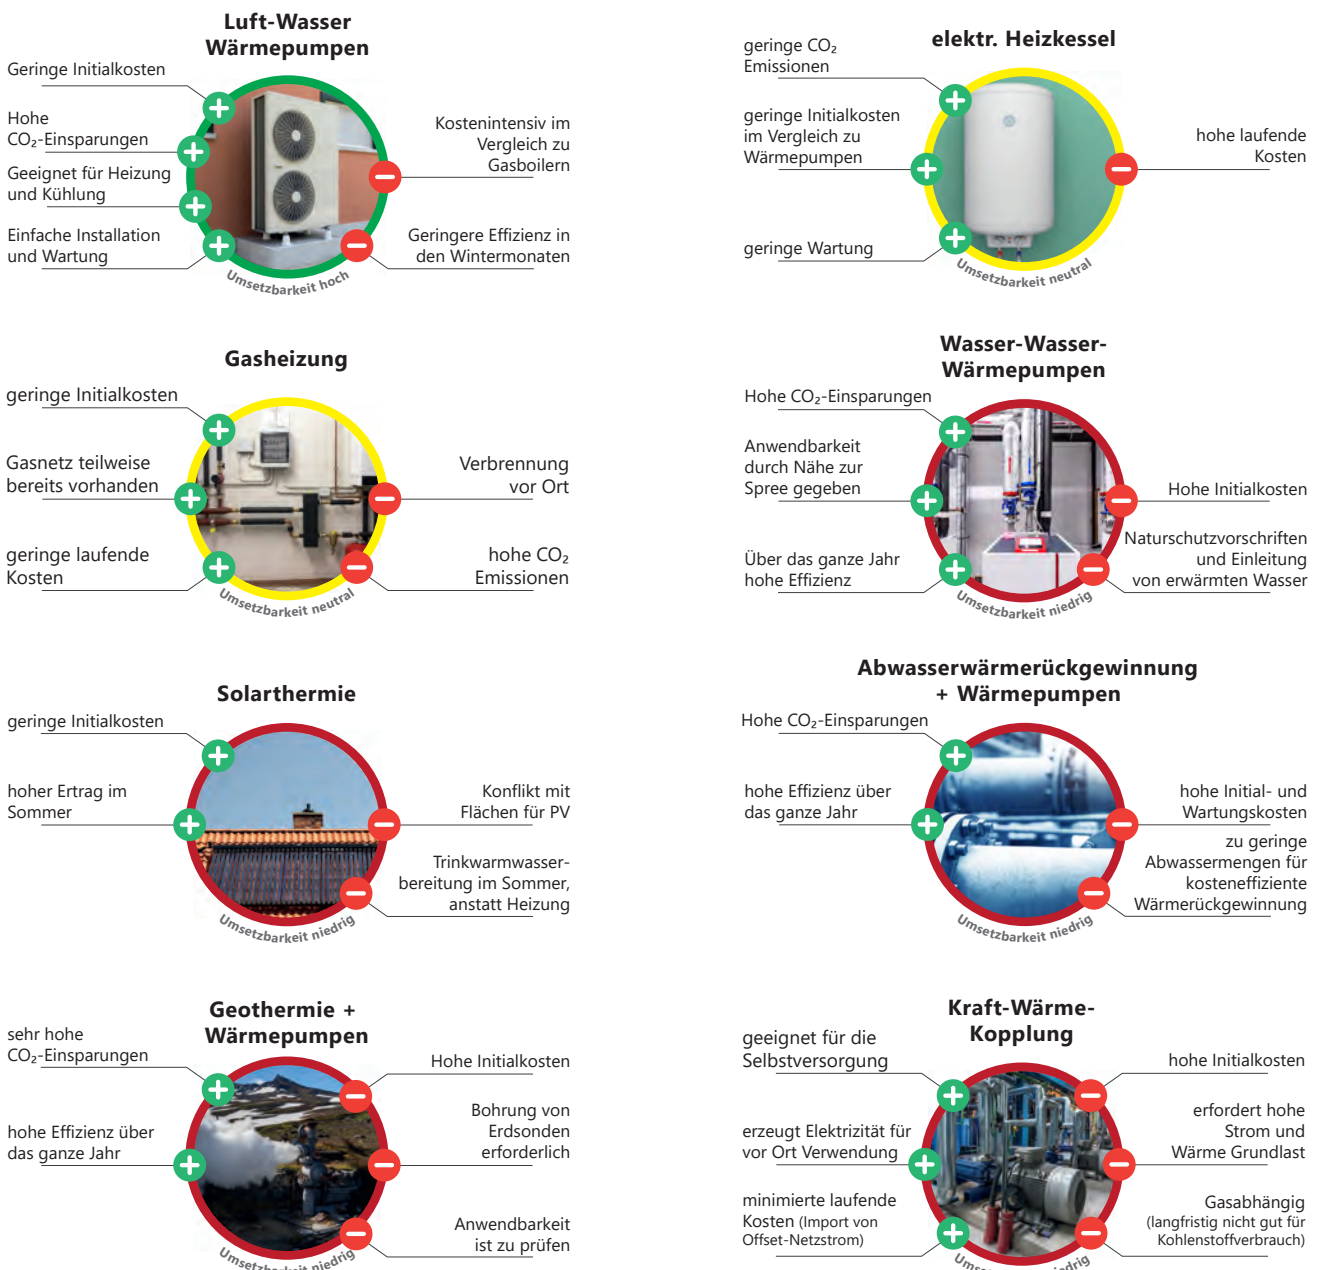 Luft-Wasser
Wärmepumpen
Geringe Initialkosten
Hohe
CO₂-Einsparungen
Geeignet für Heizung
und Kühlung
Einfache Installation
und Wartung
Kostenintensiv im
Vergleich zu
Gasboilern
Geringere Effizienz in
den Wintermonaten
Umsetzbarkeit hoch
elektr. Heizkessel
geringe CO₂
Emissionen
geringe Initialkosten
im Vergleich zu
Wärmepumpen
geringe Wartung
hohe laufende
Kosten
Umsetzbarkeit neutral
Gasheizung
geringe Initialkosten
Gasnetz teilweise
bereits vorhanden
geringe laufende
Kosten
Verbrennung
vor Ort
hohe CO₂
Emissionen
Umsetzbarkeit neutral
Wasser-Wasser-
Wärmepumpen
Hohe CO₂-Einsparungen
Anwendbarkeit
durch Nähe zur
Spree gegeben
Über das ganze Jahr
hohe Effizienz
Hohe Initialkosten
Naturschutzvorschriften
und Einleitung
von erwärmten Wasser
Umsetzbarkeit niedrig
Solarthermie
geringe Initialkosten
hoher Ertrag im
Sommer
Konflikt mit
Flächen für PV
Trinkwarmwasser-
bereitung im Sommer,
anstatt Heizung
Umsetzbarkeit niedrig
Abwasserwärmerückgewinnung
+ Wärmepumpen
Hohe CO₂-Einsparungen
hohe Effizienz über
das ganze Jahr
hohe Initial- und
Wartungskosten
zu geringe
Abwassermengen für
kosteneffiziente
Wärmerückgewinnung
Umsetzbarkeit niedrig
Geothermie +
Wärmepumpen
sehr hohe
CO₂-Einsparungen
hohe Effizienz über
das ganze Jahr
Hohe Initialkosten
Bohrung von
Erdsonden
erforderlich
Anwendbarkeit
ist zu prüfen
Umsetzbarkeit niedrig
Kraft-Wärme-
Kopplung
geeignet für die
Selbstversorgung
erzeugt Elektrizität für
vor Ort Verwendung
minimierte laufende
Kosten (Import von
Offset-Netzstrom)
hohe Initialkosten
erfordert hohe
Strom und
Wärme Grundlast
Gasabhängig
(langfristig nicht gut für
Kohlenstoffverbrauch)
niedrig